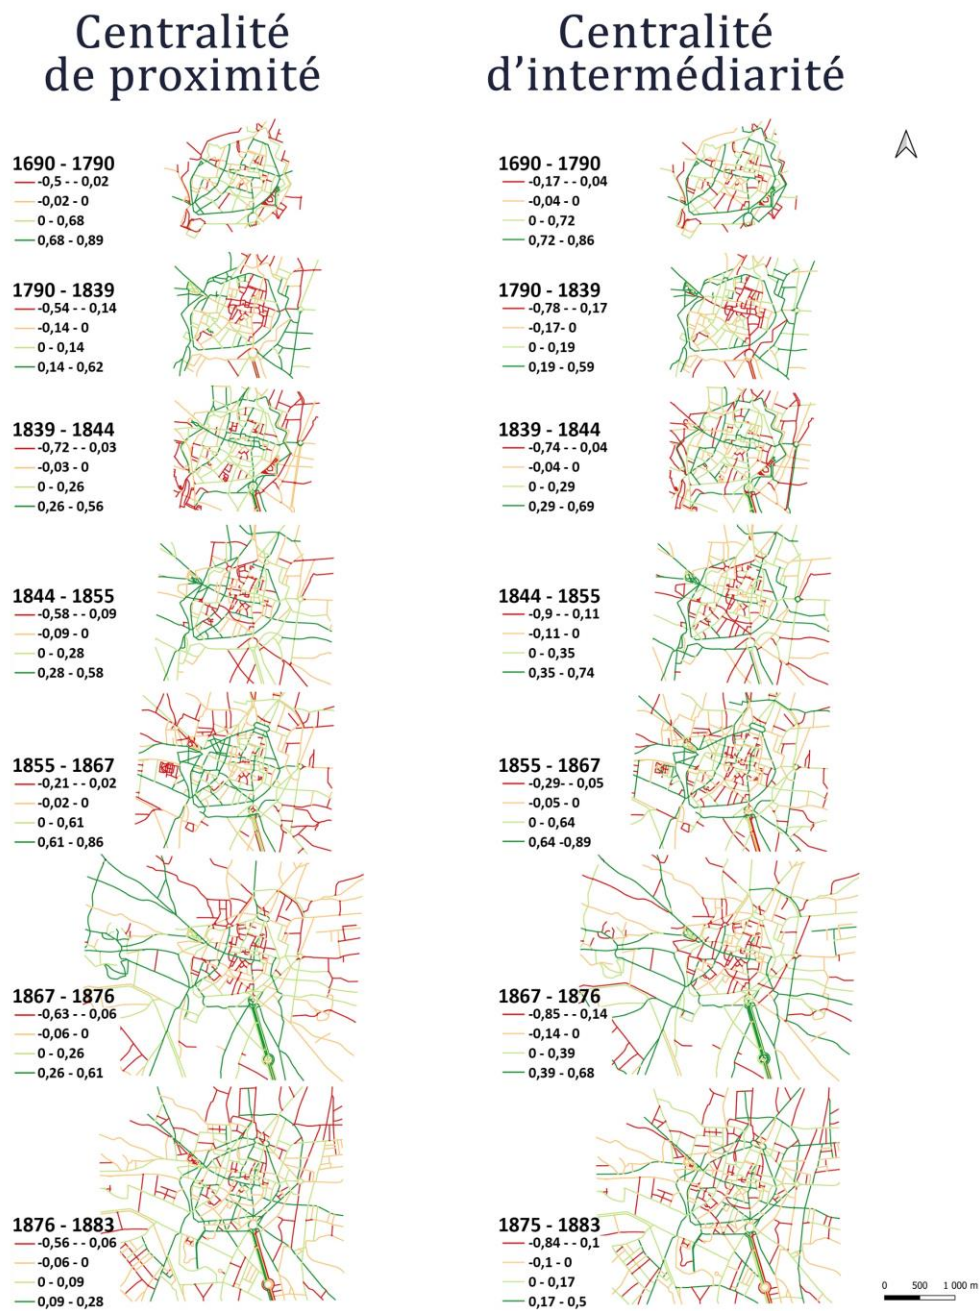 Centralité
de proximité
Centralité
d’intermédiarité
1690 - 1790
-0,5 - - 0,02
-0,02 - 0
0 - 0,68
0,68 - 0,89
1690 - 1790
-0,17 - - 0,04
-0,04 - 0
0 - 0,72
0,72 - 0,86
1790 - 1839
-0,54 - - 0,14
-0,14 - 0
0 - 0,14
0,14 - 0,62
1790 - 1839
-0,78 - - 0,17
-0,17- 0
0 - 0,19
0,19 - 0,59
1839 - 1844
-0,72 - - 0,03
-0,03 - 0
0 - 0,26
0,26 - 0,56
1839 - 1844
-0,74 - - 0,04
-0,04 - 0
0 - 0,29
0,29 - 0,69
1844 - 1855
-0,58 - - 0,09
-0,09 - 0
0 - 0,28
0,28 - 0,58
1844 - 1855
-0,9 - - 0,11
-0,11 - 0
0 - 0,35
0,35 - 0,74
1855 - 1867
-0,21 - - 0,02
-0,02 - 0
0 - 0,61
0,61 - 0,86
1855 - 1867
-0,29- - 0,05
-0,05 - 0
0 - 0,64
0,64 -0,89
1867 - 1876
-0,63 - - 0,06
-0,06 - 0
0 - 0,26
0,26 - 0,61
1867 - 1876
-0,85 - - 0,14
-0,14 - 0
0 - 0,39
0,39 - 0,68
1876 - 1883
-0,56 - - 0,06
-0,06 - 0
0 - 0,09
0,09 - 0,28
1875 - 1883
-0,84 - - 0,1
-0,1 - 0
0 - 0,17
0,17 - 0,5
0 500 1 000 m